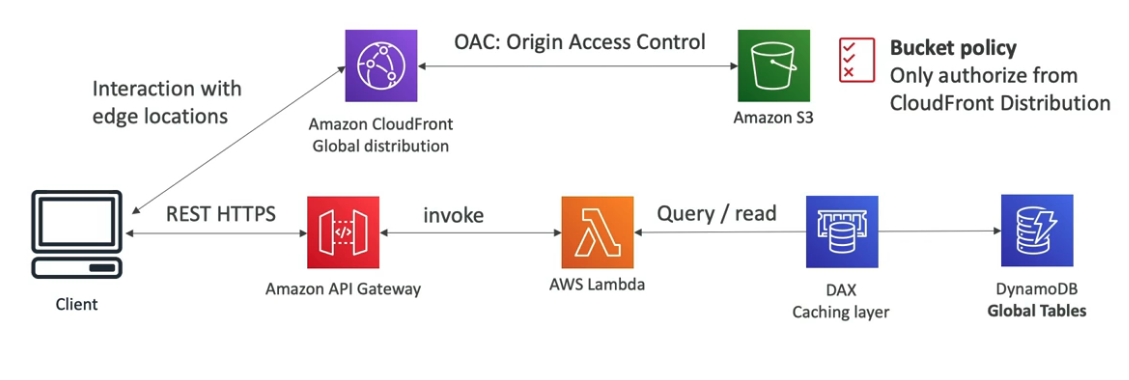 OAC: Origin Access Control
Bucket policy
Only authorize from
CloudFront Distribution
Interaction with
edge locations
Amazon CloudFront
Global distribution
Amazon S3
REST HTTPS
invoke
Query / read
Client
Amazon API Gateway
AWS Lambda
DAX
Caching layer
DynamoDB
Global Tables